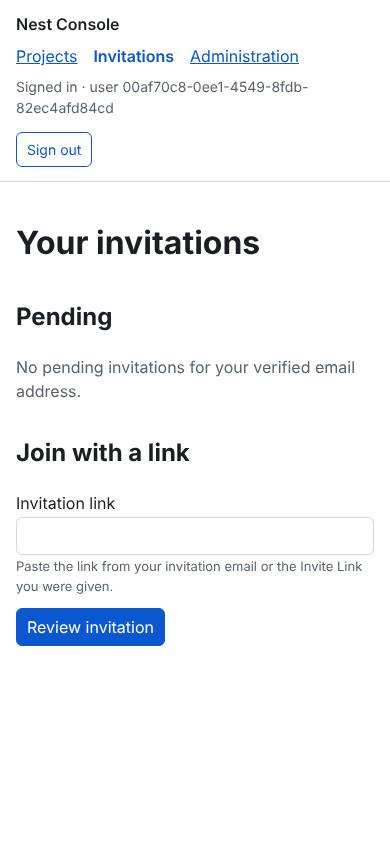 Nest Console
Projects Invitations Administration
Signed in · user 00af70c8-0ee1-4549-8fdb-
82ec4afd84cd
Sign out
Your invitations
Pending
No pending invitations for your verified email
address.
Join with a link
Invitation link
Paste the link from your invitation email or the Invite Link
you were given.
Review invitation